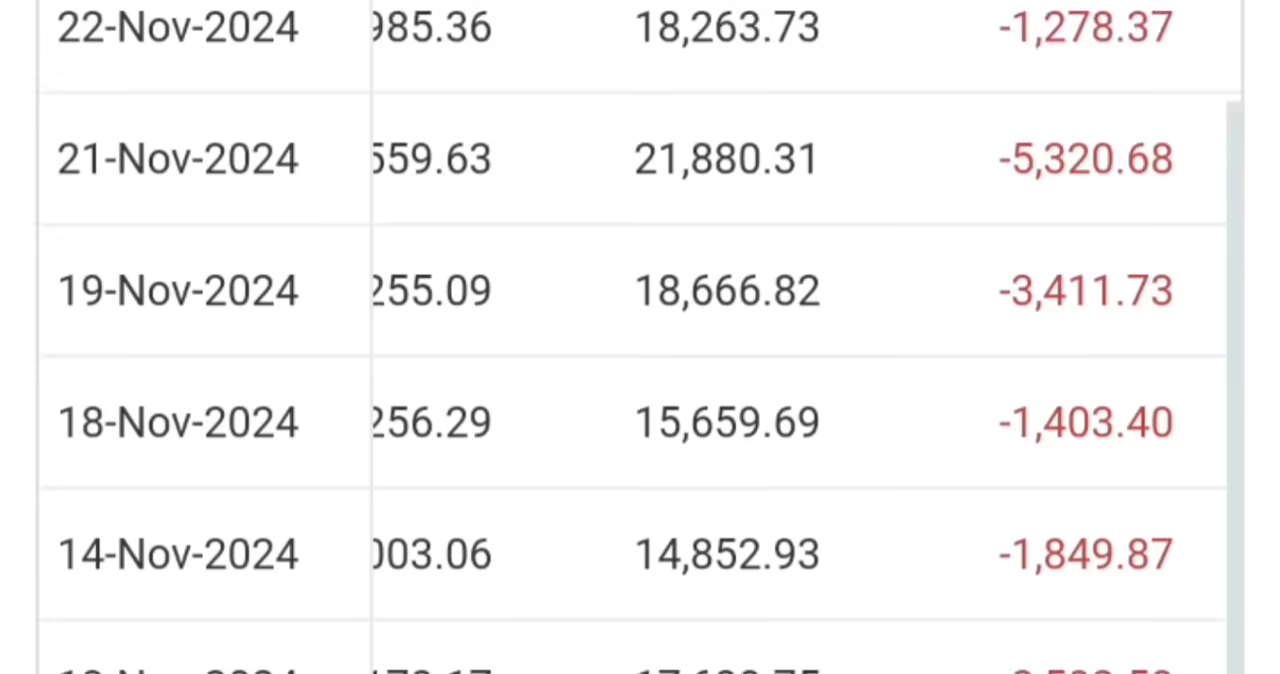 22-Nov-2024 985.36 18,263.73 -1,278.37
21-Nov-2024 559.63 21,880.31 -5,320.68
19-Nov-2024 255.09 18,666.82 -3,411.73
18-Nov-2024 256.29 15,659.69 -1,403.40
14-Nov-2024 003.06 14,852.93 -1,849.87